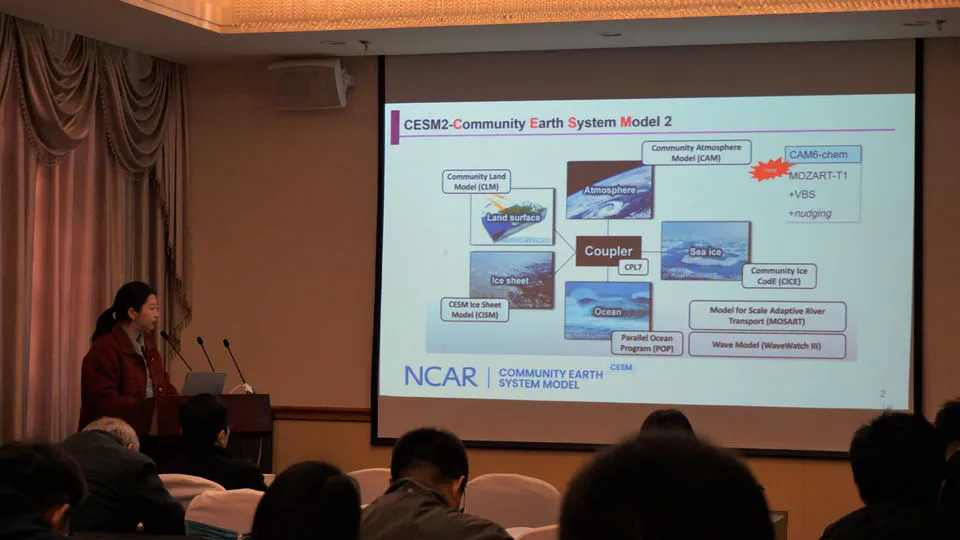 CESM2-Community Earth System Model 2
Community Atmosphere
Model (CAM)
CAM6-chem
MOZART-T1
+VBS
+nudging
Community Land
Model (CLM)
Land surface
Atmosphere
Coupler
CPL7
Sea ice
Ice sheet
Ocean
Community Ice
CodE (CICE)
CESM Ice Sheet
Model (CISM)
Parallel Ocean
Program (POP)
Model for Scale Adaptive River
Transport (MOSART)
Wave Model (WaveWatch III)
NCAR
COMMUNITY EARTH
SYSTEM MODEL
CESM
2